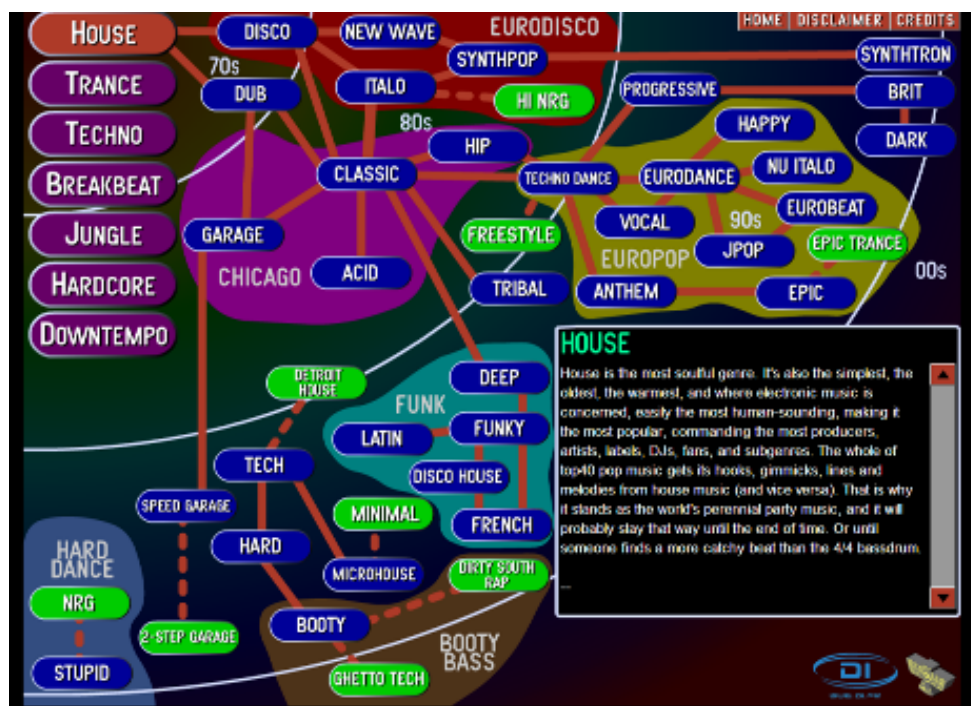 HOME | DISCLAIMER | CREDITS
HOUSE
TRANCE
TECHNO
BREAKBEAT
JUNGLE
HARDCORE
DOWNTEMPO
DISCO
NEW WAVE
EURODISCO
SYNTHPOP
SYNTHTRON
70s
DUB
ITALO
HI NRG
PROGRESSIVE
BRIT
80s
HIP
HAPPY
DARK
CLASSIC
TECHNO DANCE
EURODANCE
NU ITALO
GARAGE
FREESTYLE
VOCAL
90s
EUROBEAT
CHICAGO
ACID
TRIBAL
EUROPOP
JPOP
EPIC TRANCE
00s
ANTHEM
EPIC
DETROIT
HOUSE
DEEP
FUNK
LATIN
FUNKY
TECH
DISCO HOUSE
SPEED GARAGE
MINIMAL
FRENCH
HARD
MICROHOUSE
DIRTY SOUTH
RAP
HARD
DANCE
NRG
2-STEP GARAGE
BOOTY
BOOTY
BASS
STUPID
GHETTO TECH
HOUSE
House is the most soulful genre. It's also the simplest, the
oldest, the warmest, and where electronic music is
concerned, easily the most human-sounding, making it
the most popular, commanding the most producers,
artists, labels, DJs, fans, and subgenres. The whole of
top40 pop music gets its hooks, gimmicks, lines and
melodies from house music (and vice versa). That is why
it stands as the world's perennial party music, and it will
probably stay that way until the end of time. Or until
someone finds a more catchy beat than the 4/4 bassdrum.
...
DI